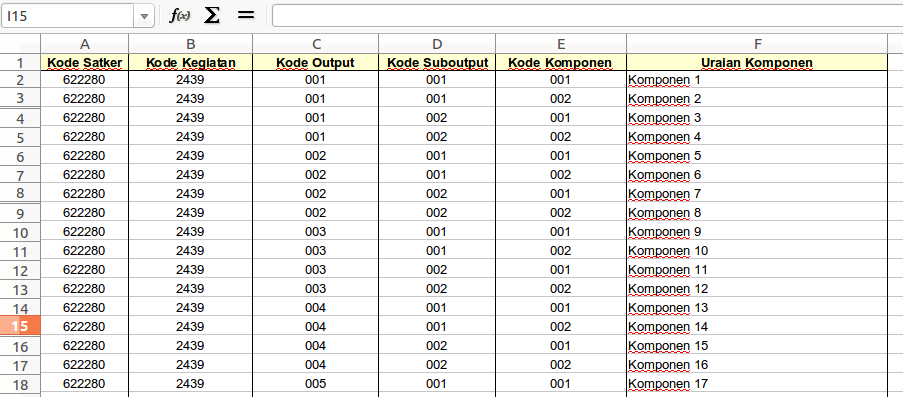 I15 f(x) Σ =
A B C D E F
1 Kode Satker Kode Kegiatan Kode Output Kode Suboutput Kode Komponen Uraian Komponen
2 622280 2439 001 001 001 Komponen 1
3 622280 2439 001 001 002 Komponen 2
4 622280 2439 001 002 001 Komponen 3
5 622280 2439 001 002 002 Komponen 4
6 622280 2439 002 001 001 Komponen 5
7 622280 2439 002 001 002 Komponen 6
8 622280 2439 002 002 001 Komponen 7
9 622280 2439 002 002 002 Komponen 8
10 622280 2439 003 001 001 Komponen 9
11 622280 2439 003 001 002 Komponen 10
12 622280 2439 003 002 001 Komponen 11
13 622280 2439 003 002 002 Komponen 12
14 622280 2439 004 001 001 Komponen 13
15 622280 2439 004 001 002 Komponen 14
16 622280 2439 004 002 001 Komponen 15
17 622280 2439 004 002 002 Komponen 16
18 622280 2439 005 001 001 Komponen 17